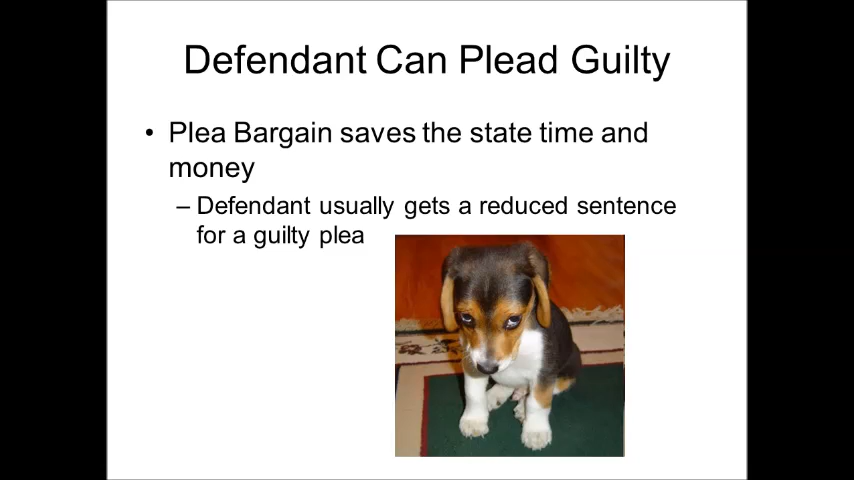 Defendant Can Plead Guilty
• Plea Bargain saves the state time and
money
– Defendant usually gets a reduced sentence
for a guilty plea